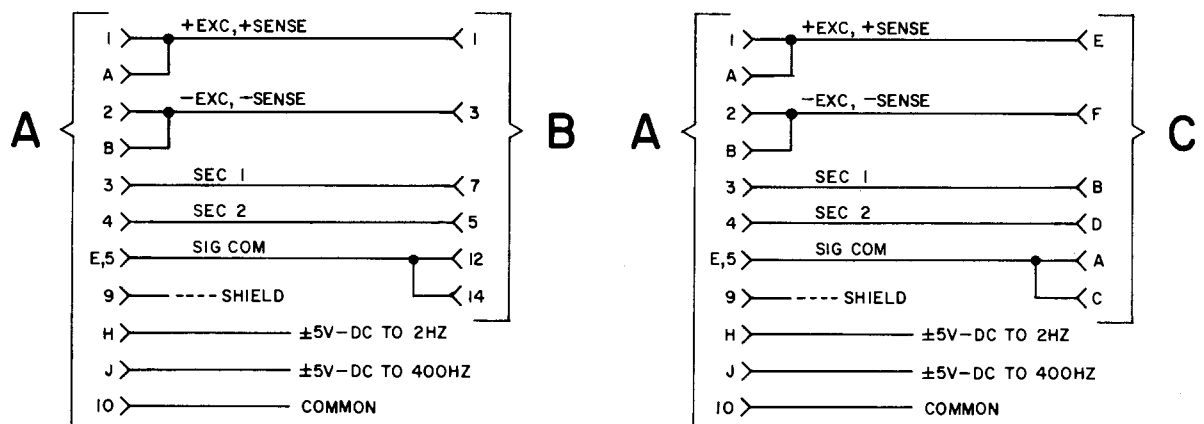 1 +EXC, +SENSE 1
A
2 -EXC, -SENSE 3
B
A B
3 SEC 1 7
4 SEC 2 5
E,5 SIG COM 12
9 ---- SHIELD 14
H ±5V-DC TO 2HZ
J ±5V-DC TO 400HZ
10 COMMON
1 +EXC, +SENSE E
A
2 -EXC, -SENSE F
B
A C
3 SEC 1 B
4 SEC 2 D
E,5 SIG COM A
9 ---- SHIELD C
H ±5V-DC TO 2HZ
J ±5V-DC TO 400HZ
10 COMMON